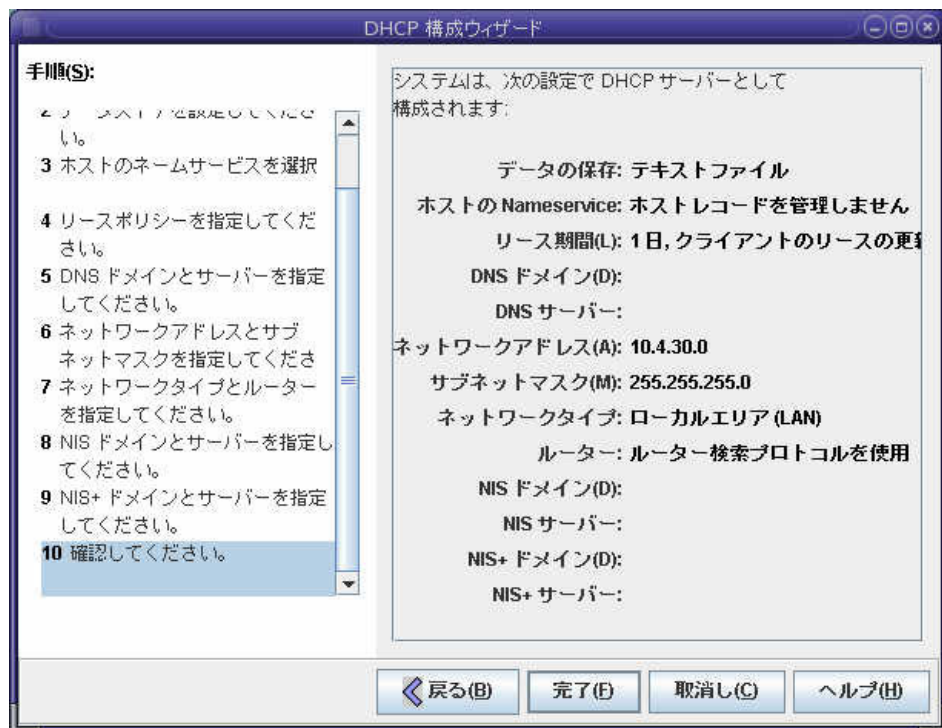 DHCP 構成ウィザード
手順(S):
い。
3 ホストのネームサービスを選択
4 リースポリシーを指定してくだ
さい。
5 DNS ドメインとサーバーを指定
してください。
6 ネットワークアドレスとサブ
ネットマスクを指定してくださ
7 ネットワークタイプとルーター
を指定してください。
8 NIS ドメインとサーバーを指定し
てください。
9 NIS+ ドメインとサーバーを指定
してください。
10 確認してください。
システムは、次の設定で DHCP サーバーとして
構成されます:
データの保存: テキストファイル
ホストの Nameservice: ホストレコードを管理しません
リース期間(L): 1 日, クライアントのリースの更
DNS ドメイン(D):
DNS サーバー:
ネットワークアドレス(A): 10.4.30.0
サブネットマスク(M): 255.255.255.0
ネットワークタイプ: ローカルエリア (LAN)
ルーター: ルーター検索プロトコルを使用
NIS ドメイン(D):
NIS サーバー:
NIS+ ドメイン(D):
NIS+ サーバー:
戻る(B)
完了(F)
取消し(C)
ヘルプ(H)